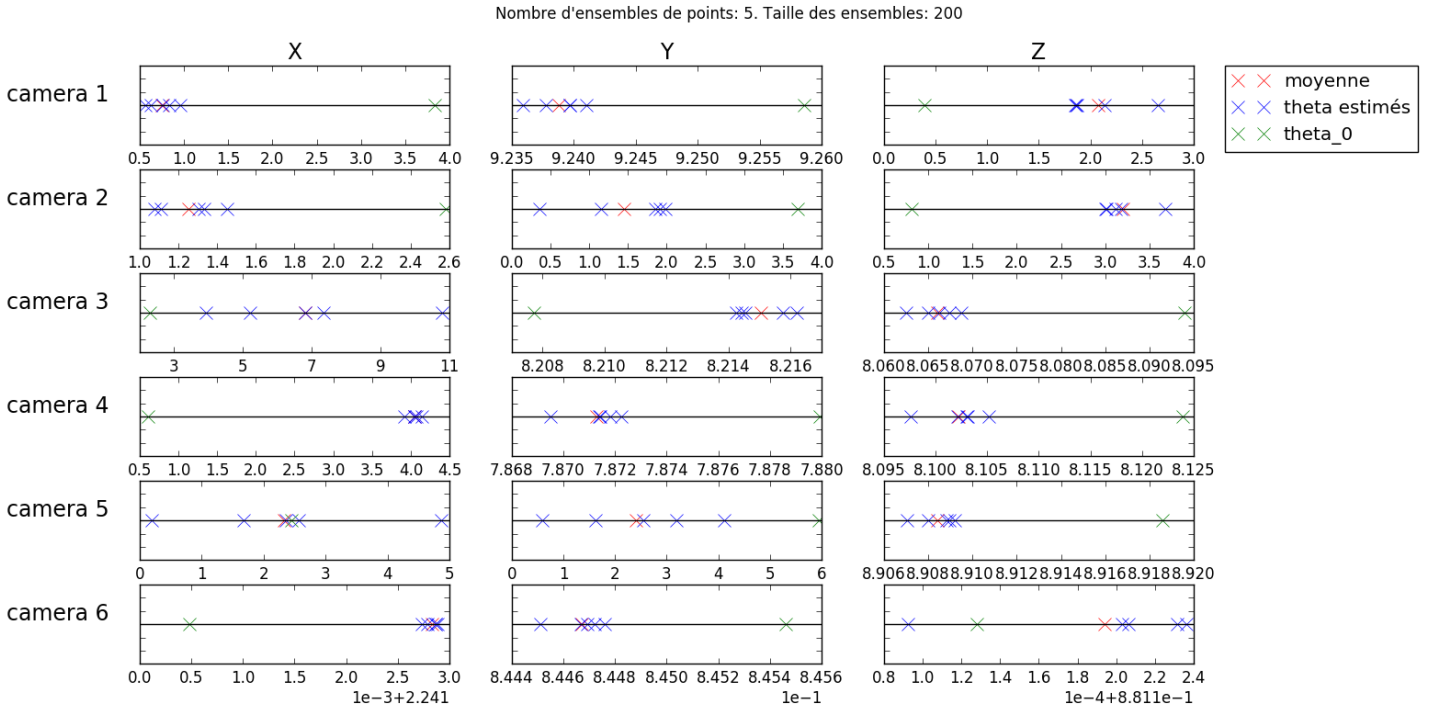 Nombre d'ensembles de points: 5. Taille des ensembles: 200
X Y Z
camera 1
0.5 1.0 1.5 2.0 2.5 3.0 3.5 4.0
9.235 9.240 9.245 9.250 9.255 9.260
0.0 0.5 1.0 1.5 2.0 2.5 3.0
moyenne
theta estimés
theta_0
camera 2
1.0 1.2 1.4 1.6 1.8 2.0 2.2 2.4 2.6
0.0 0.5 1.0 1.5 2.0 2.5 3.0 3.5 4.0
0.5 1.0 1.5 2.0 2.5 3.0 3.5 4.0
camera 3
3 5 7 9 11
8.208 8.210 8.212 8.214 8.216
8.060 8.065 8.070 8.075 8.080 8.085 8.090 8.095
camera 4
0.5 1.0 1.5 2.0 2.5 3.0 3.5 4.0 4.5
7.868 7.870 7.872 7.874 7.876 7.878 7.880
8.095 8.100 8.105 8.110 8.115 8.120 8.125
camera 5
0 1 2 3 4 5
0 1 2 3 4 5 6
8.906 8.908 8.910 8.912 8.914 8.916 8.918 8.920
camera 6
0.0 0.5 1.0 1.5 2.0 2.5 3.0
1e−3+2.241
8.444 8.446 8.448 8.450 8.452 8.454 8.456
1e−1
0.8 1.0 1.2 1.4 1.6 1.8 2.0 2.2 2.4
1e−4+8.811e−1